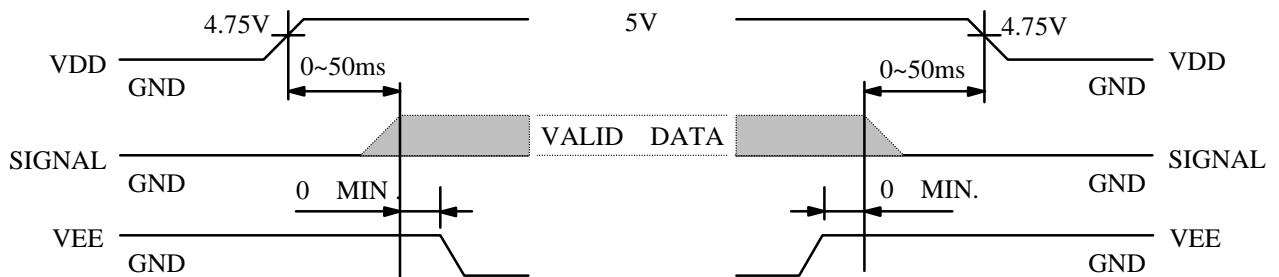 4.75V 5V 4.75V
VDD 0~50ms 0~50ms VDD
GND GND
VALID DATA
SIGNAL SIGNAL
GND GND
0 MIN. 0 MIN.
VEE VEE
GND GND